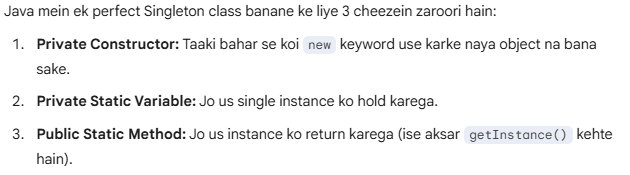 Java mein ek perfect Singleton class banane ke liye 3 cheezein zaroori hain:
1. Private Constructor: Taaki bahar se koi new keyword use karke naya object na bana
sake.
2. Private Static Variable: Jo us single instance ko hold karega.
3. Public Static Method: Jo us instance ko return karega (ise aksar getInstance() kehte
hain).